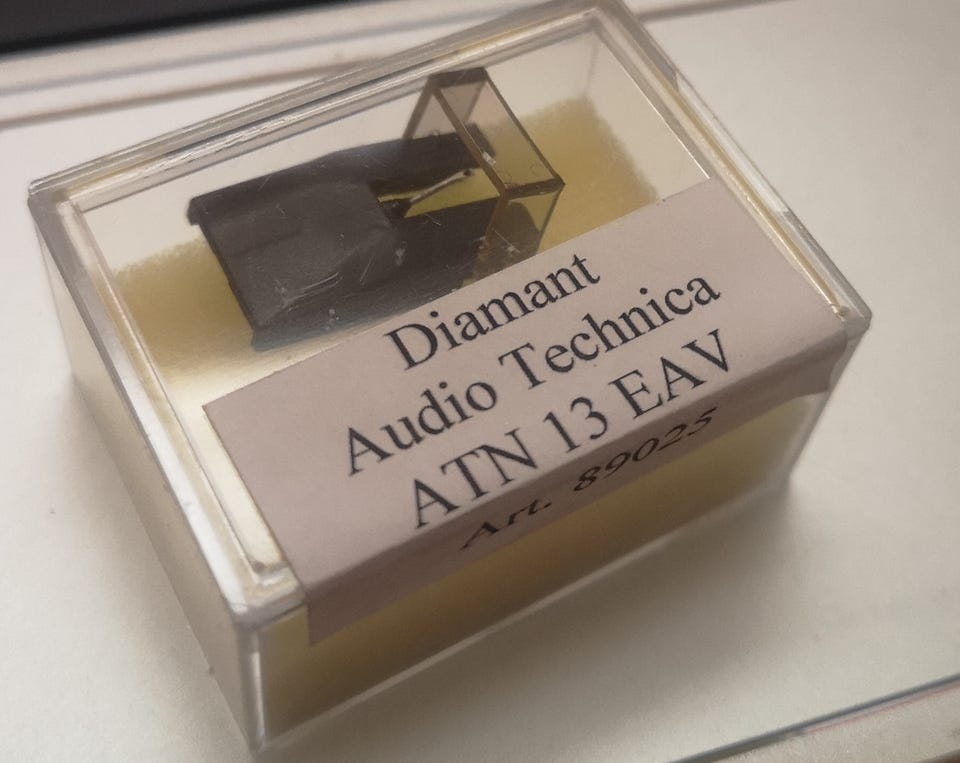 Diamant
Audio Technica
ATN 13 EAV
Art. 89025